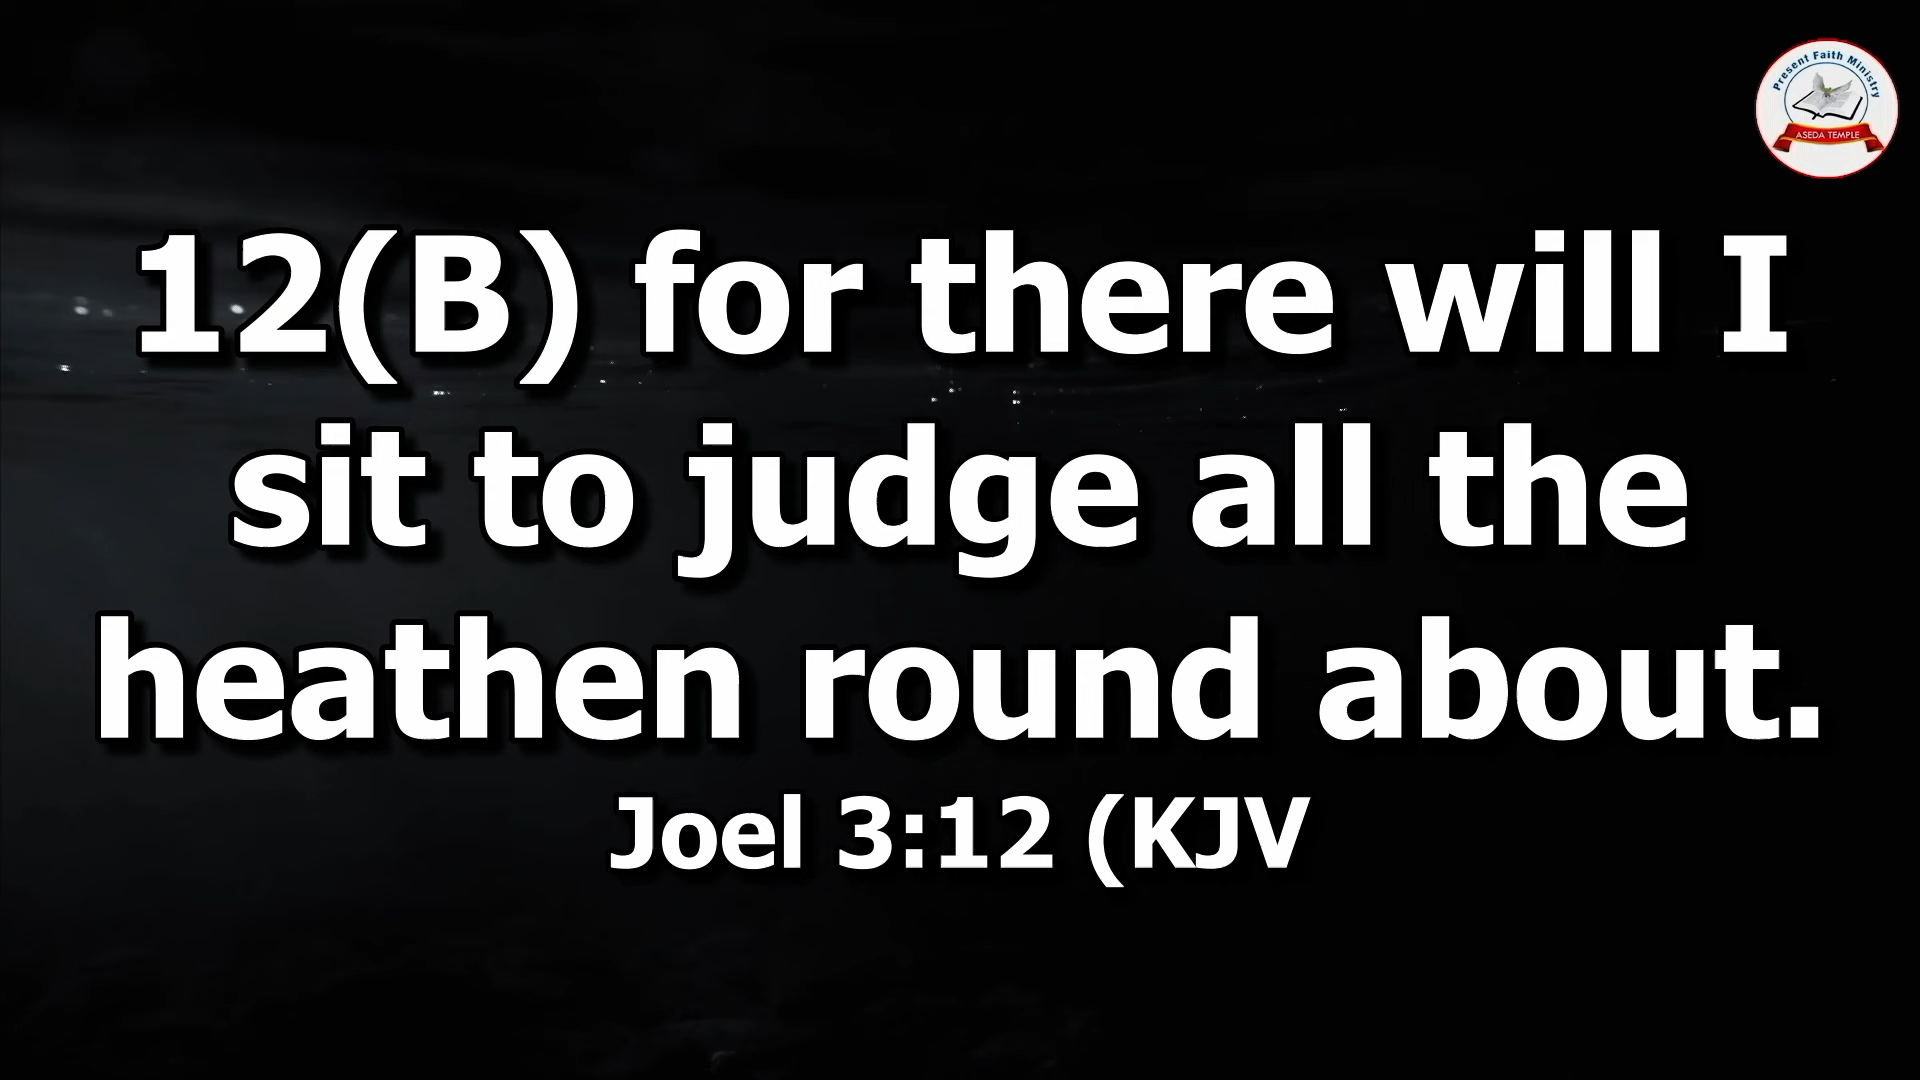 Present Faith Ministry
ASEDA TEMPLE
12(B) for there will I
sit to judge all the
heathen round about.
Joel 3:12 (KJV